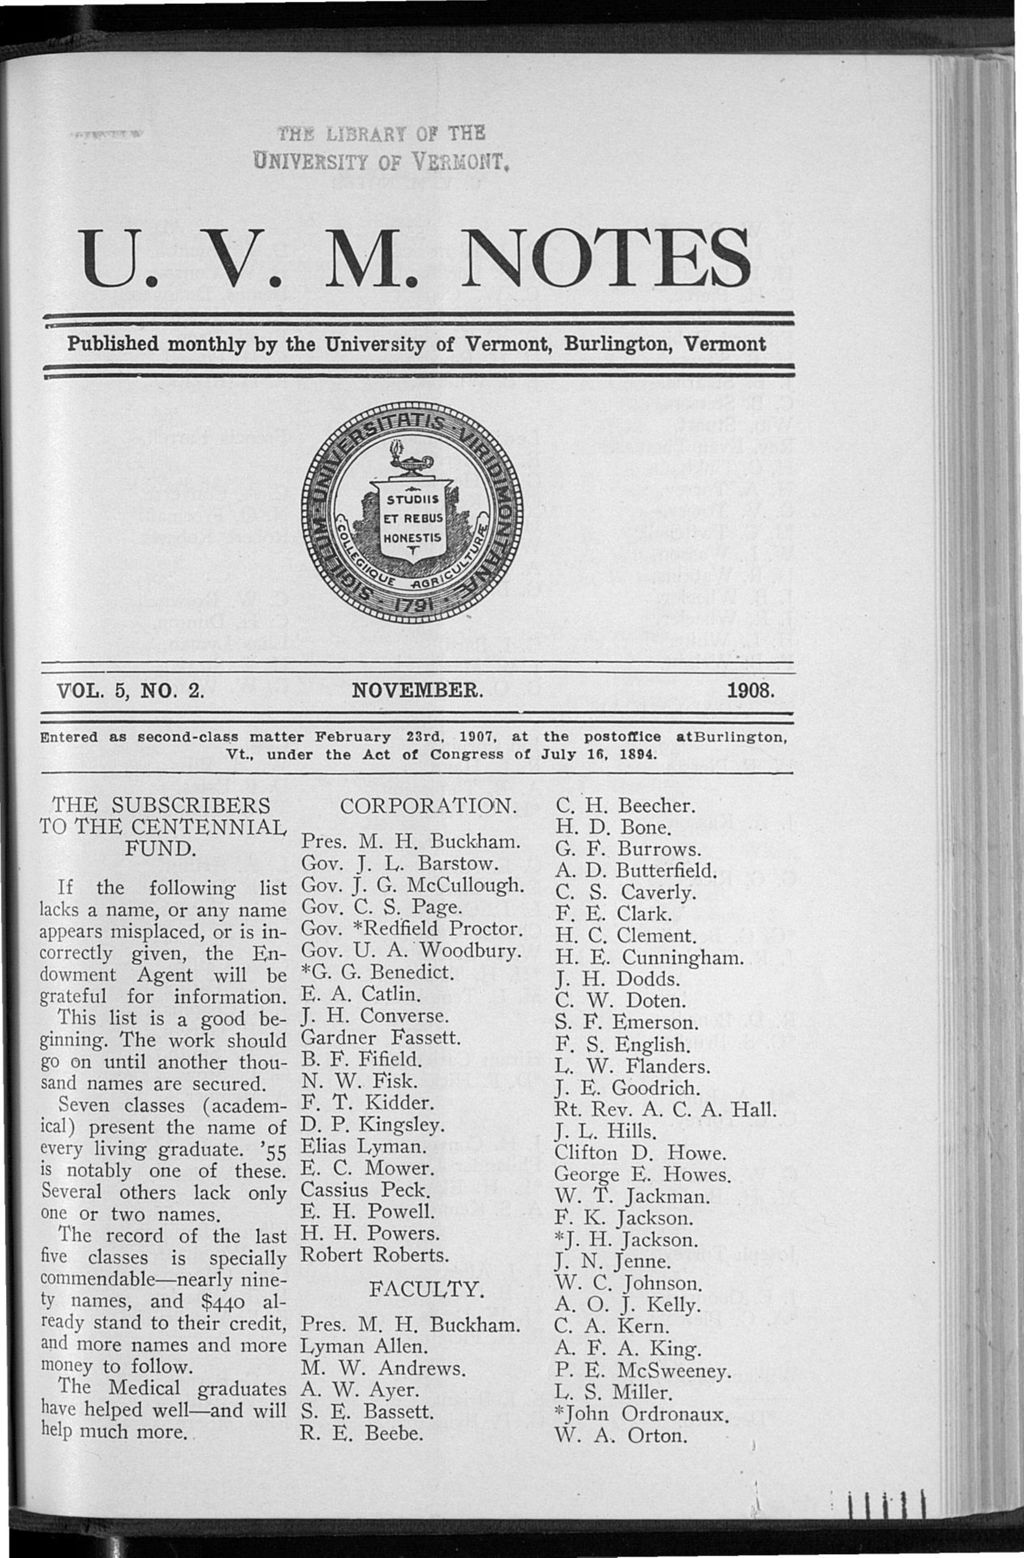 THE LIBRARY OF THE
UNIVERSITY OF VERMONT.
U. V. M. NOTES
Published monthly by the University of Vermont, Burlington, Vermont
SIGILLUM · UNIVERSITATIS · VIRIDIMONTANÆ
COLLEGIIQUE AGRICULTURÆ
STUDIIS
ET REBUS
HONESTIS
· 1791 ·
VOL. 5, NO. 2. NOVEMBER. 1908.
Entered as second-class matter February 23rd, 1907, at the postoffice atBurlington,
Vt., under the Act of Congress of July 16, 1894.
THE SUBSCRIBERS
TO THE CENTENNIAL
FUND.
If the following list
lacks a name, or any name
appears misplaced, or is in-
correctly given, the En-
dowment Agent will be
grateful for information.
This list is a good be-
ginning. The work should
go on until another thou-
sand names are secured.
Seven classes (academ-
ical) present the name of
every living graduate. '55
is notably one of these.
Several others lack only
one or two names.
The record of the last
five classes is specially
commendable—nearly nine-
ty names, and $440 al-
ready stand to their credit,
and more names and more
money to follow.
The Medical graduates
have helped well—and will
help much more.
CORPORATION.
Pres. M. H. Buckham.
Gov. J. L. Barstow.
Gov. J. G. McCullough.
Gov. C. S. Page.
Gov. *Redfield Proctor.
Gov. U. A. Woodbury.
*G. G. Benedict.
E. A. Catlin.
J. H. Converse.
Gardner Fassett.
B. F. Fifield.
N. W. Fisk.
F. T. Kidder.
D. P. Kingsley.
Elias Lyman.
E. C. Mower.
Cassius Peck.
E. H. Powell.
H. H. Powers.
Robert Roberts.
FACULTY.
Pres. M. H. Buckham.
Lyman Allen.
M. W. Andrews.
A. W. Ayer.
S. E. Bassett.
R. E. Beebe.
C. H. Beecher.
H. D. Bone.
G. F. Burrows.
A. D. Butterfield.
C. S. Caverly.
F. E. Clark.
H. C. Clement.
H. E. Cunningham.
J. H. Dodds.
C. W. Doten.
S. F. Emerson.
F. S. English.
L. W. Flanders.
J. E. Goodrich.
Rt. Rev. A. C. A. Hall.
J. L. Hills.
Clifton D. Howe.
George E. Howes.
W. T. Jackman.
F. K. Jackson.
*J. H. Jackson.
J. N. Jenne.
W. C. Johnson.
A. O. J. Kelly.
C. A. Kern.
A. F. A. King.
P. E. McSweeney.
L. S. Miller.
*John Ordronaux.
W. A. Orton.